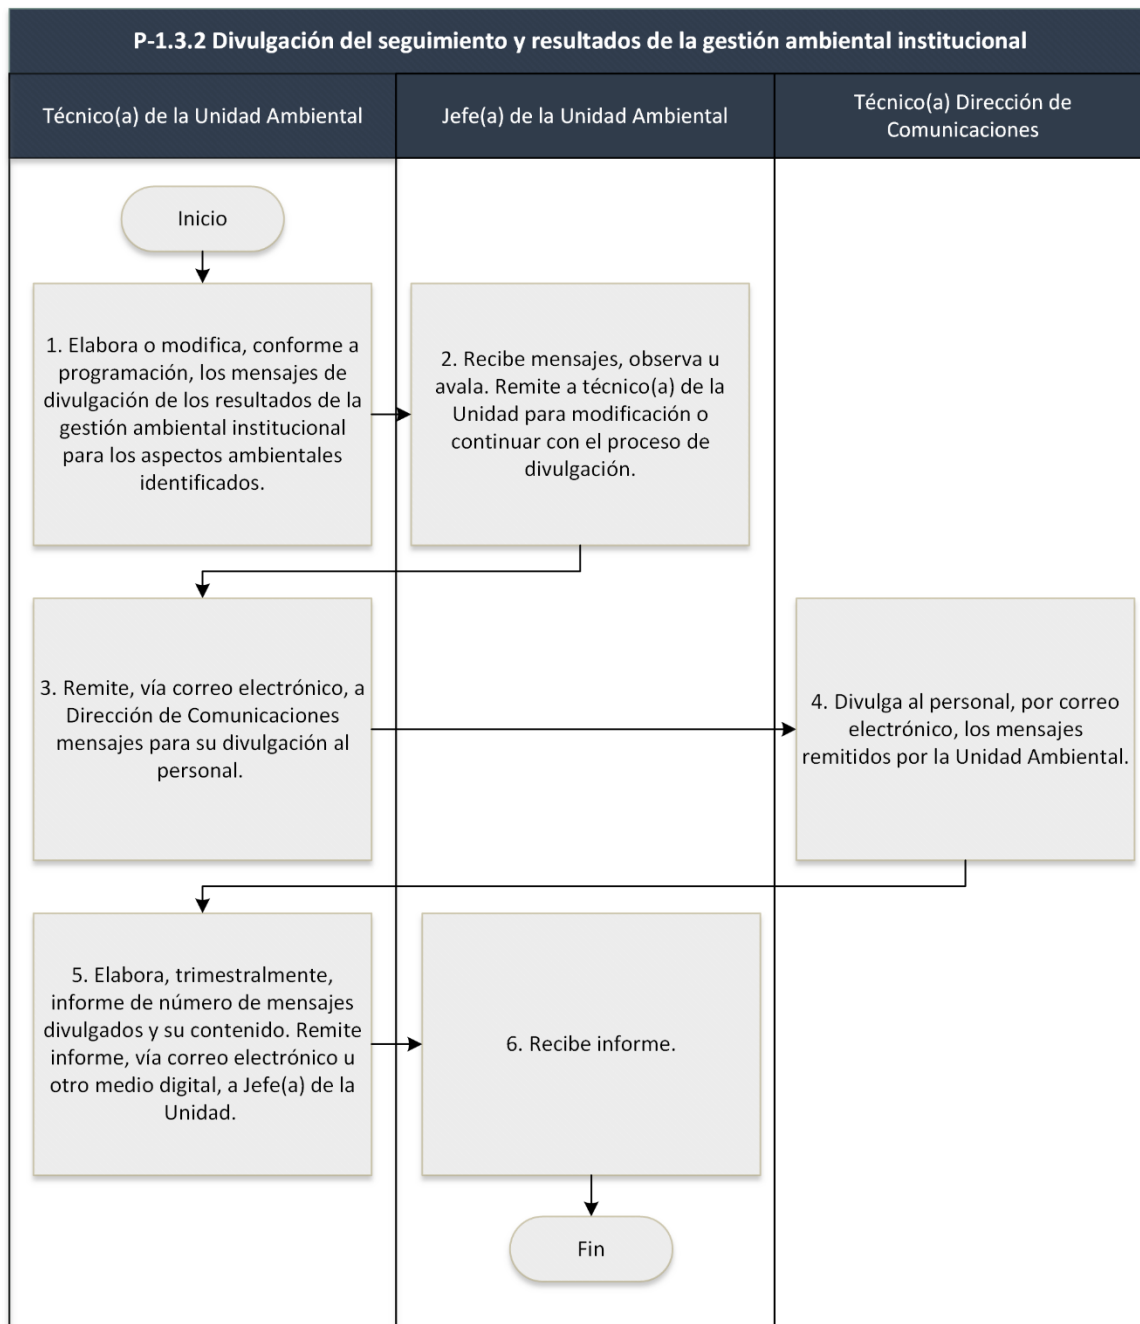 P-1.3.2 Divulgación del seguimiento y resultados de la gestión ambiental institucional
Técnico(a) de la Unidad Ambiental
Jefe(a) de la Unidad Ambiental
Técnico(a) Dirección de
Comunicaciones
Inicio
1. Elabora o modifica, conforme a
programación, los mensajes de
divulgación de los resultados de la
gestión ambiental institucional
para los aspectos ambientales
identificados.
2. Recibe mensajes, observa u
avala. Remite a técnico(a) de la
Unidad para modificación o
continuar con el proceso de
divulgación.
3. Remite, vía correo electrónico, a
Dirección de Comunicaciones
mensajes para su divulgación al
personal.
4. Divulga al personal, por correo
electrónico, los mensajes
remitidos por la Unidad Ambiental.
5. Elabora, trimestralmente,
informe de número de mensajes
divulgados y su contenido. Remite
informe, vía correo electrónico u
otro medio digital, a Jefe(a) de la
Unidad.
6. Recibe informe.
Fin